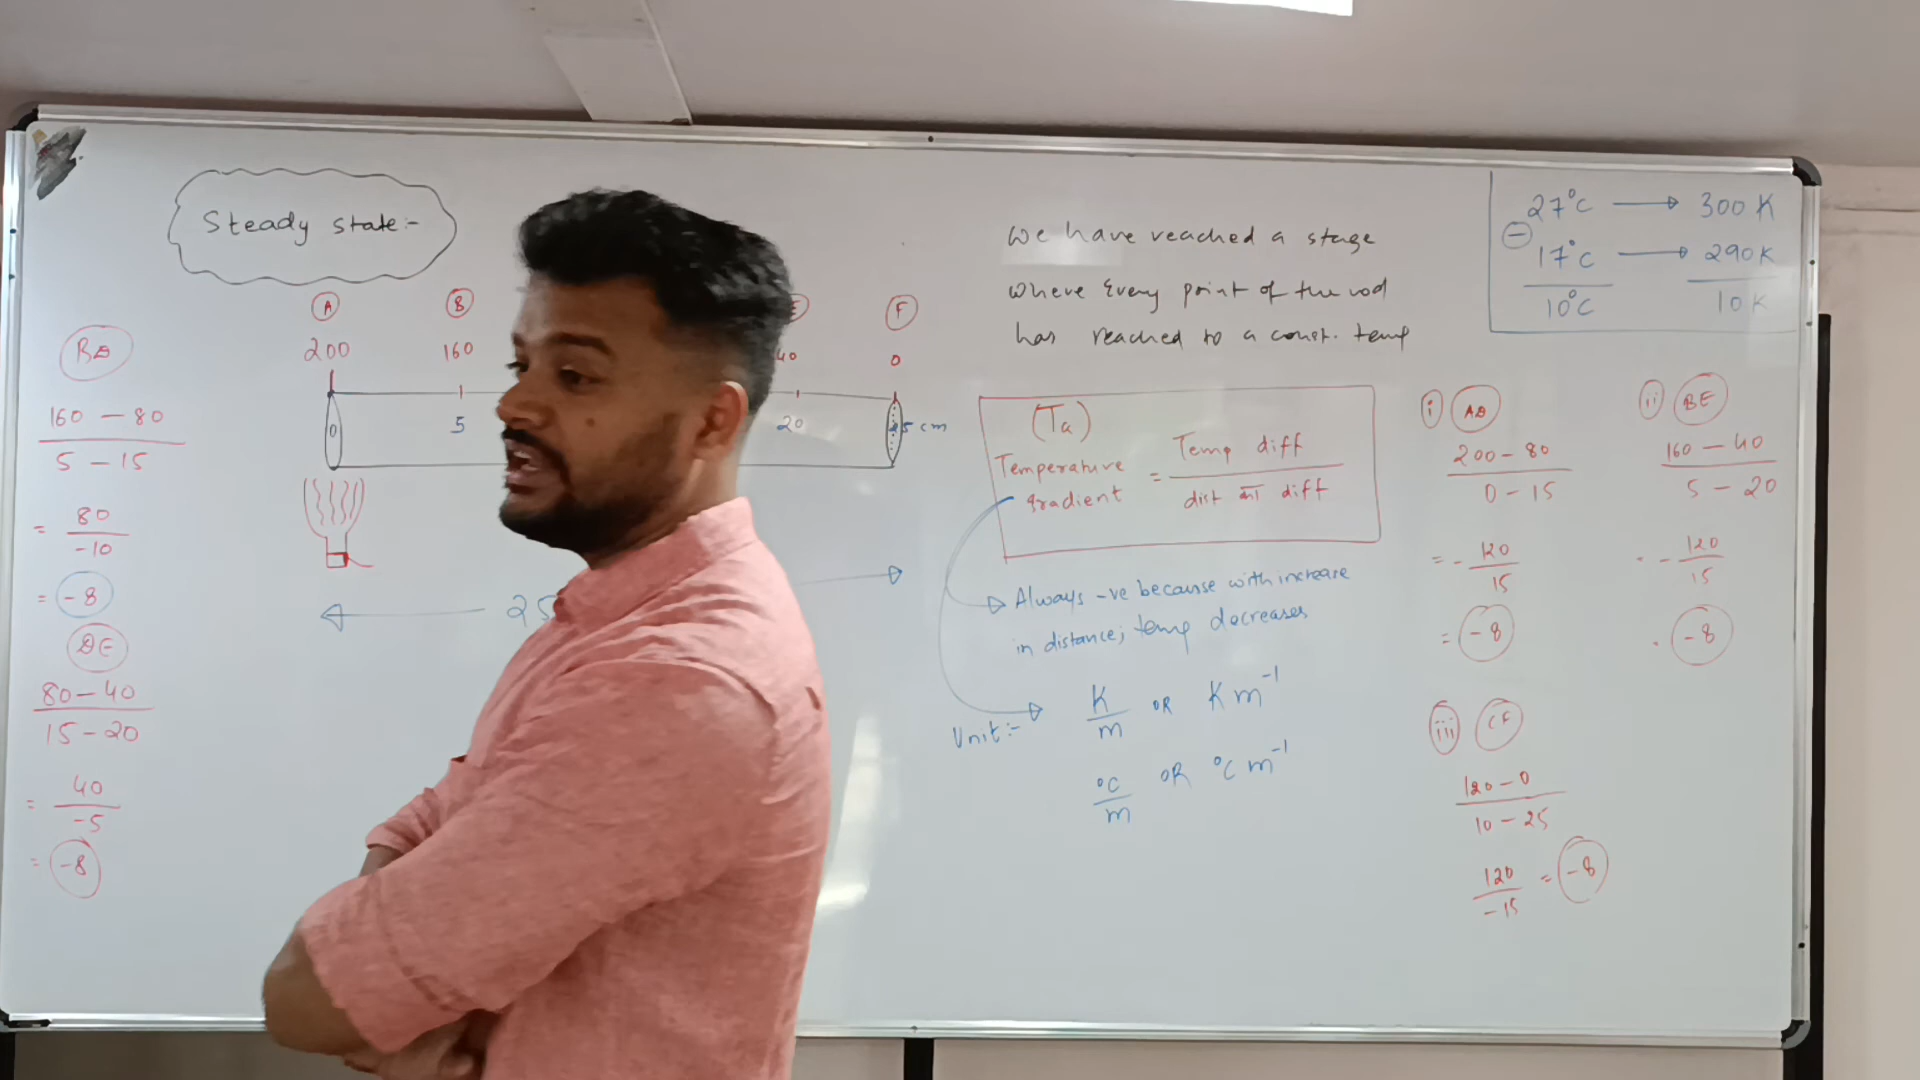 Steady state:-
A B E F
200 160 40 0
0 5 20 25 cm
25
BD
160 - 80
5 - 15
= 80
-10
= -8
DE
80 - 40
15 - 20
= 40
-5
= -8
We have reached a stage
where every point of the rod
has reached to a const. temp
(TG)
Temperature gradient = Temp diff
dist diff
Always -ve because with increase
in distance; temp decreases
Unit:- K OR K m⁻¹
m
°C OR °C m⁻¹
m
27°C → 300 K
⊖ 17°C → 290 K
10°C 10 K
i AD
200 - 80
0 - 15
= - 120
15
= -8
ii BE
160 - 40
5 - 20
- 120
15
-8
iii CF
120 - 0
10 - 25
120 = -8
-15